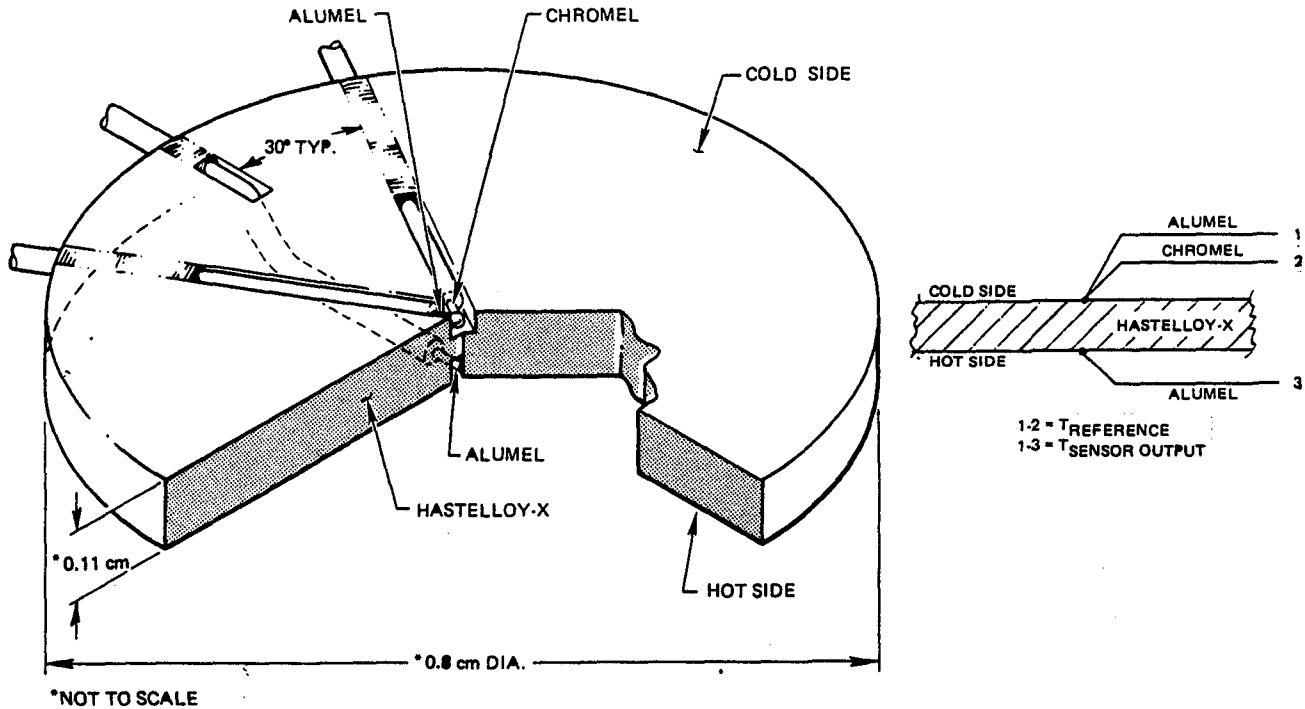 ALUMEL
CHROMEL
COLD SIDE
30° TYP.
ALUMEL
HASTELLOY-X
HOT SIDE
*0.11 cm
*0.8 cm DIA.
*NOT TO SCALE
ALUMEL 1
CHROMEL 2
COLD SIDE
HASTELLOY-X
HOT SIDE
ALUMEL 3
1-2 = TREFERENCE
1-3 = TSENSOR OUTPUT